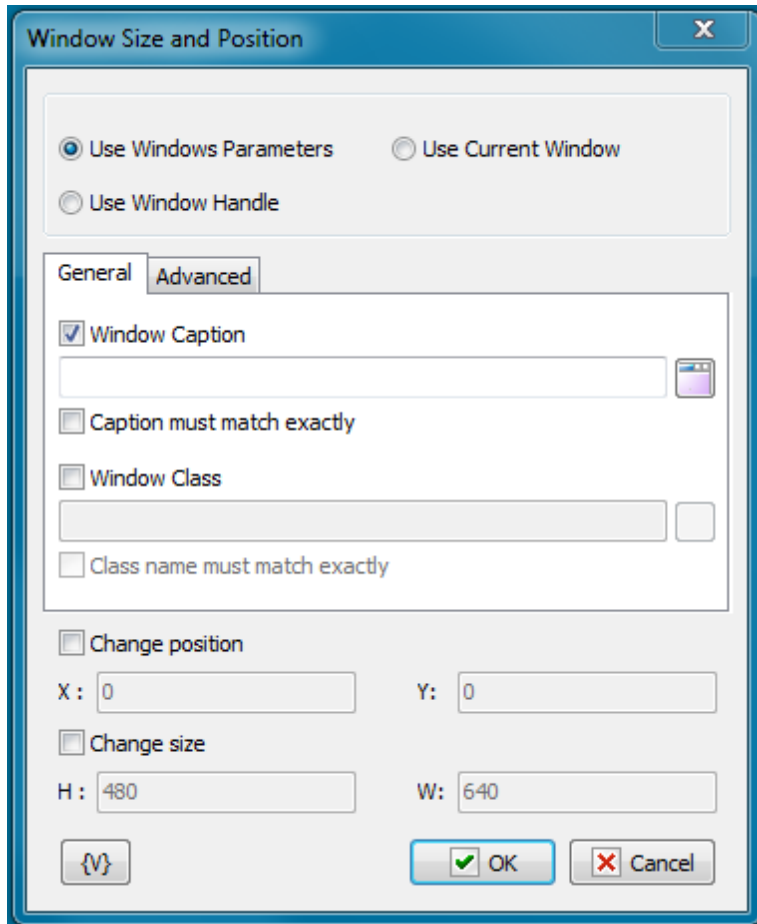 Window Size and Position
Use Windows Parameters Use Current Window
Use Window Handle
General Advanced
Window Caption
Caption must match exactly
Window Class
Class name must match exactly
Change position
X : 0 Y: 0
Change size
H : 480 W: 640
{V} OK Cancel